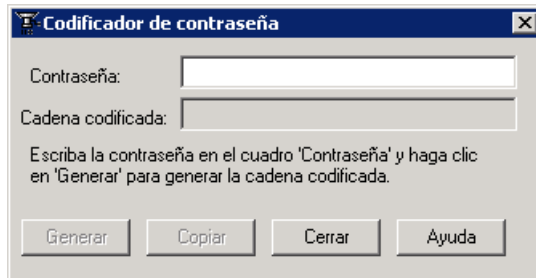 Codificador de contraseña
Contraseña:
Cadena codificada:
Escriba la contraseña en el cuadro 'Contraseña' y haga clic
en 'Generar' para generar la cadena codificada.
Generar Copiar Cerrar Ayuda